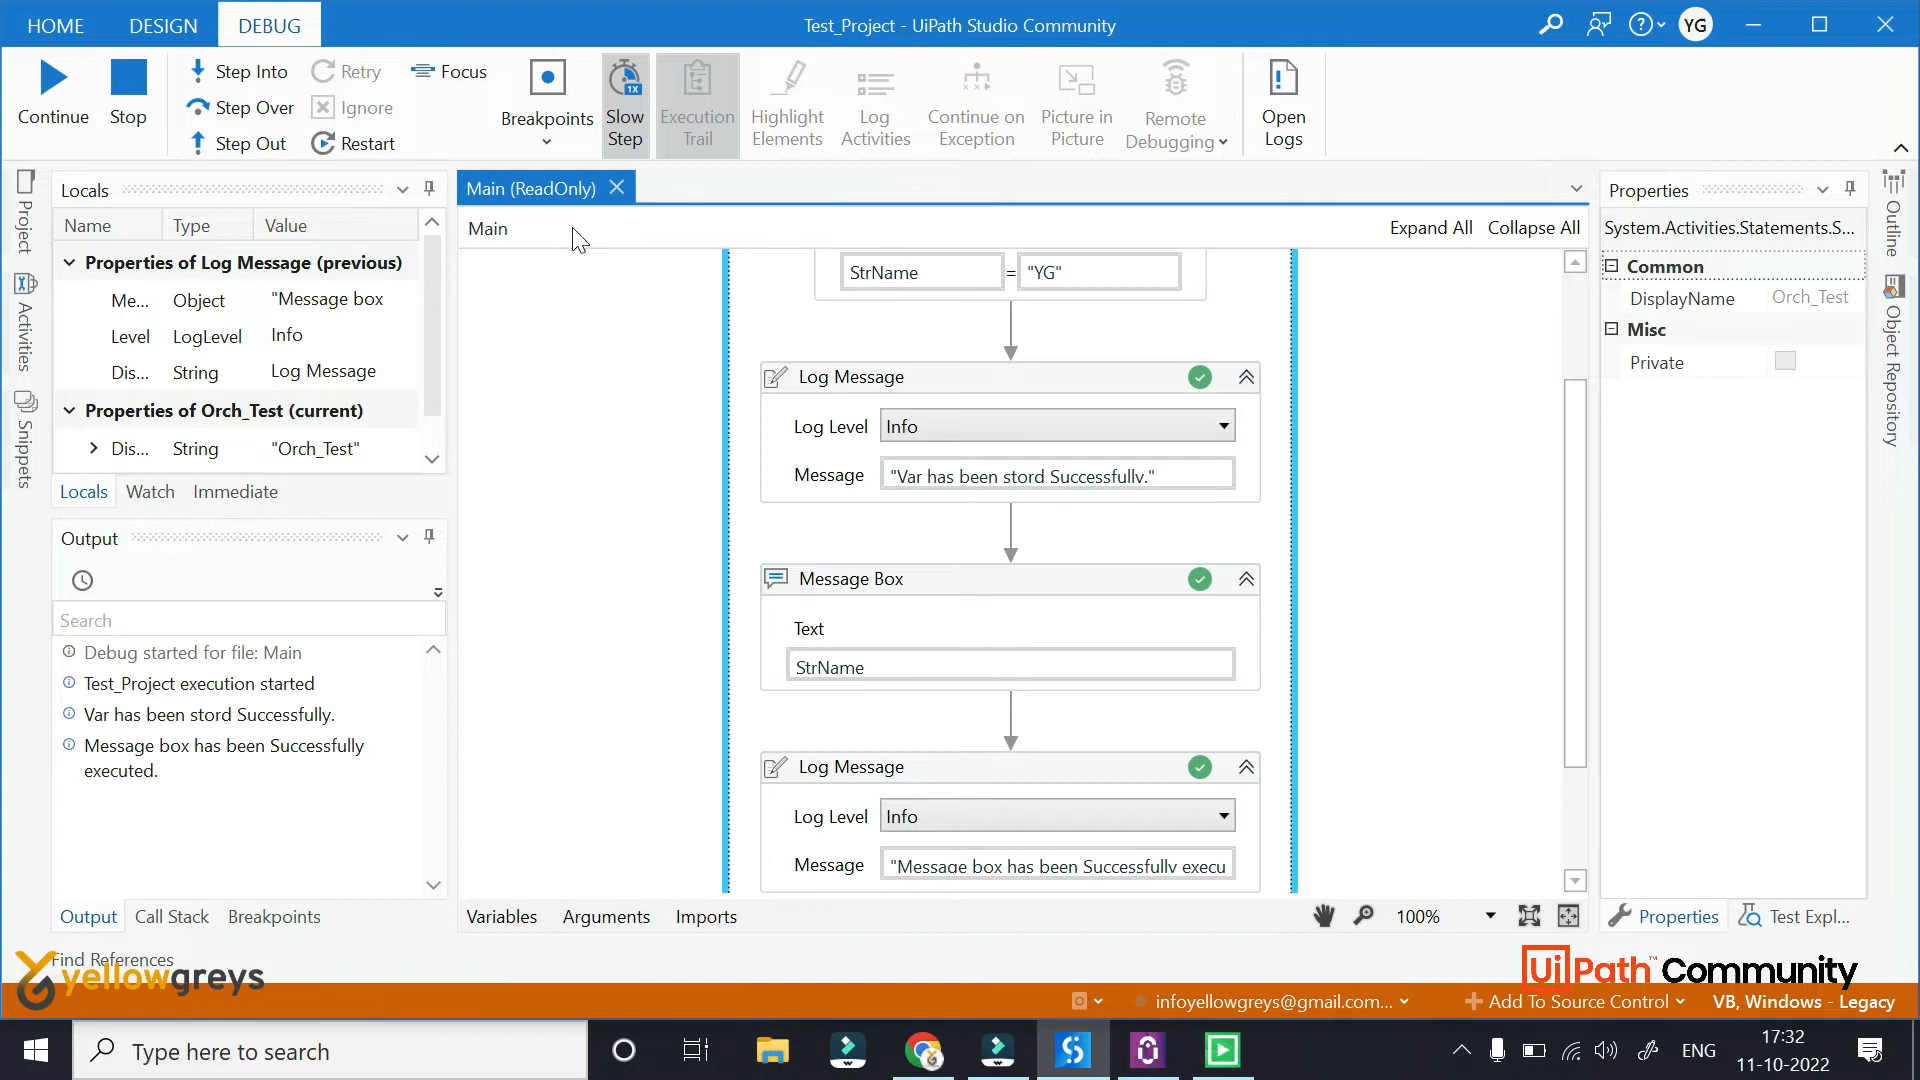 HOME DESIGN DEBUG
Test_Project - UiPath Studio Community
YG
Continue
Stop
Step Into
Step Over
Step Out
Retry
Ignore
Restart
Focus
Breakpoints
1X
Slow
Step
Execution
Trail
Highlight
Elements
Log
Activities
Continue on
Exception
Picture in
Picture
Remote
Debugging
Open
Logs
Project
Activities
Snippets
Locals
Name Type Value
Properties of Log Message (previous)
Me... Object "Message box
Level LogLevel Info
Dis... String Log Message
Properties of Orch_Test (current)
Dis... String "Orch_Test"
Locals Watch Immediate
Output
Search
Debug started for file: Main
Test_Project execution started
Var has been stord Successfully.
Message box has been Successfully
executed.
Output Call Stack Breakpoints
Find References
Main (ReadOnly)
Main
Expand All Collapse All
StrName = "YG"
Log Message
Log Level Info
Message "Var has been stord Successfully."
Message Box
Text
StrName
Log Message
Log Level Info
Message "Message box has been Successfully execu
Variables Arguments Imports
100%
Properties
System.Activities.Statements.S...
Common
DisplayName Orch_Test
Misc
Private
Properties Test Expl...
Outline
Object Repository
yellowgreys
UiPath™ Community
infoyellowgreys@gmail.com...
Add To Source Control
VB, Windows - Legacy
Type here to search
ENG
17:32
11-10-2022